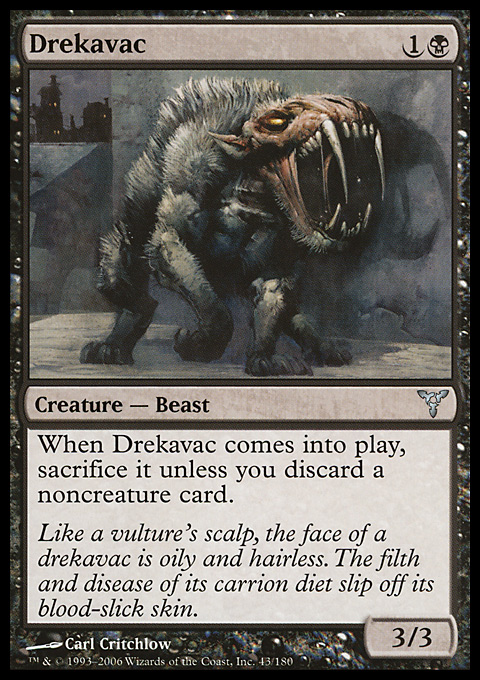 Drekavac 1
Creature — Beast
When Drekavac comes into play,
sacrifice it unless you discard a
noncreature card.
Like a vulture's scalp, the face of a
drekavac is oily and hairless. The filth
and disease of its carrion diet slip off its
blood-slick skin.
Carl Critchlow
3/3
™ & © 1993–2006 Wizards of the Coast, Inc. 43/180